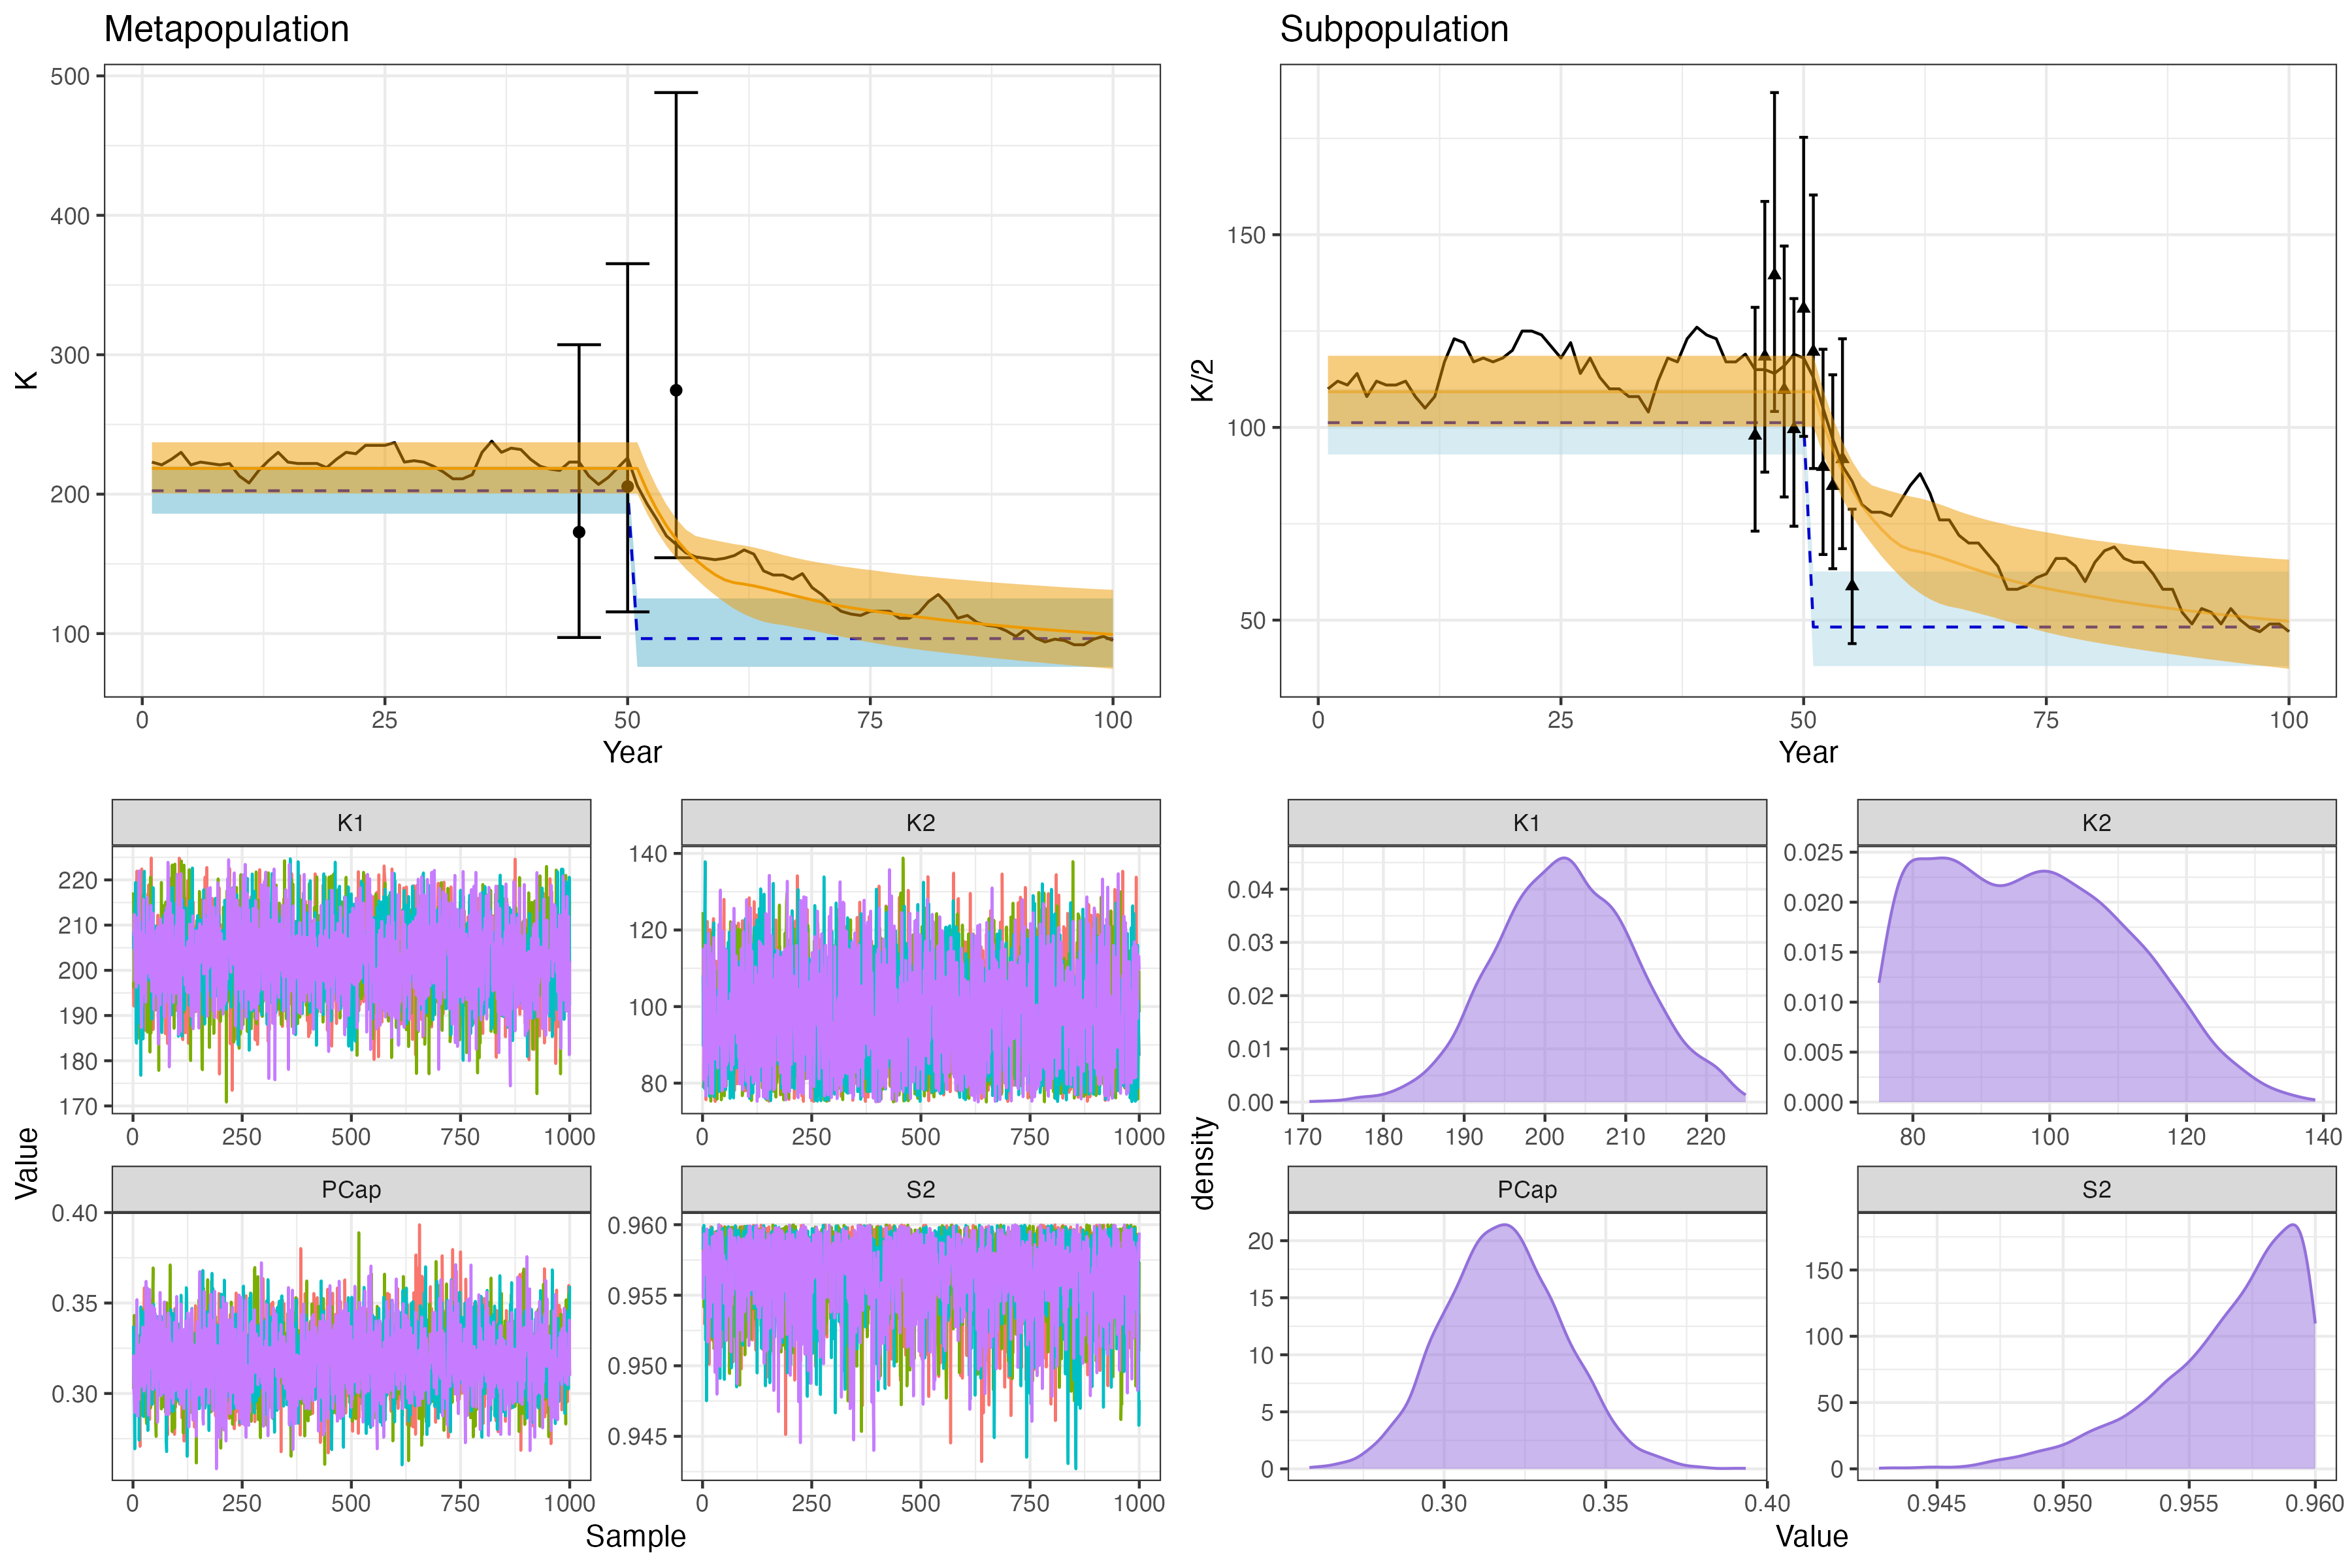 Metapopulation
K
500
400
300
200
100
0 25 50 75 100
Year
Subpopulation
K/2
150
100
50
0 25 50 75 100
Year
Value
K1
220
210
200
190
180
170
0 250 500 750 1000
K2
140
120
100
80
0 250 500 750 1000
PCap
0.40
0.35
0.30
0 250 500 750 1000
S2
0.960
0.955
0.950
0.945
0 250 500 750 1000
Sample
density
K1
0.04
0.03
0.02
0.01
0.00
170 180 190 200 210 220
K2
0.025
0.020
0.015
0.010
0.005
0.000
80 100 120 140
PCap
20
15
10
5
0
0.30 0.35 0.40
S2
150
100
50
0
0.945 0.950 0.955 0.960
Value